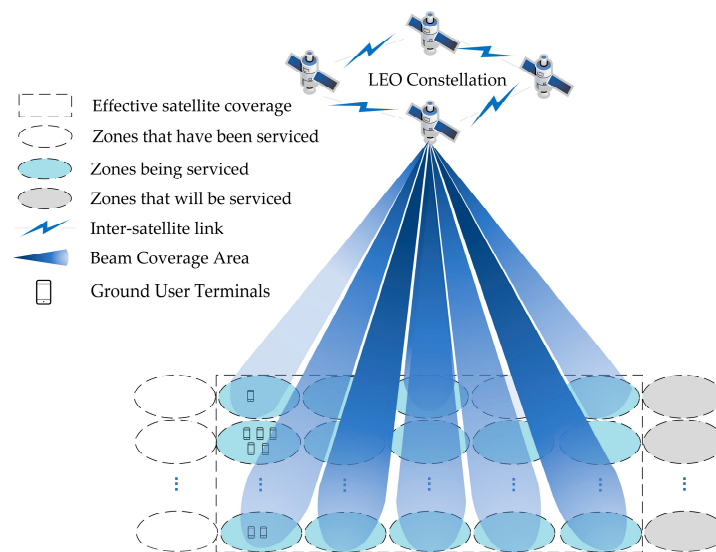 LEO Constellation
Effective satellite coverage
Zones that have been serviced
Zones being serviced
Zones that will be serviced
Inter-satellite link
Beam Coverage Area
Ground User Terminals